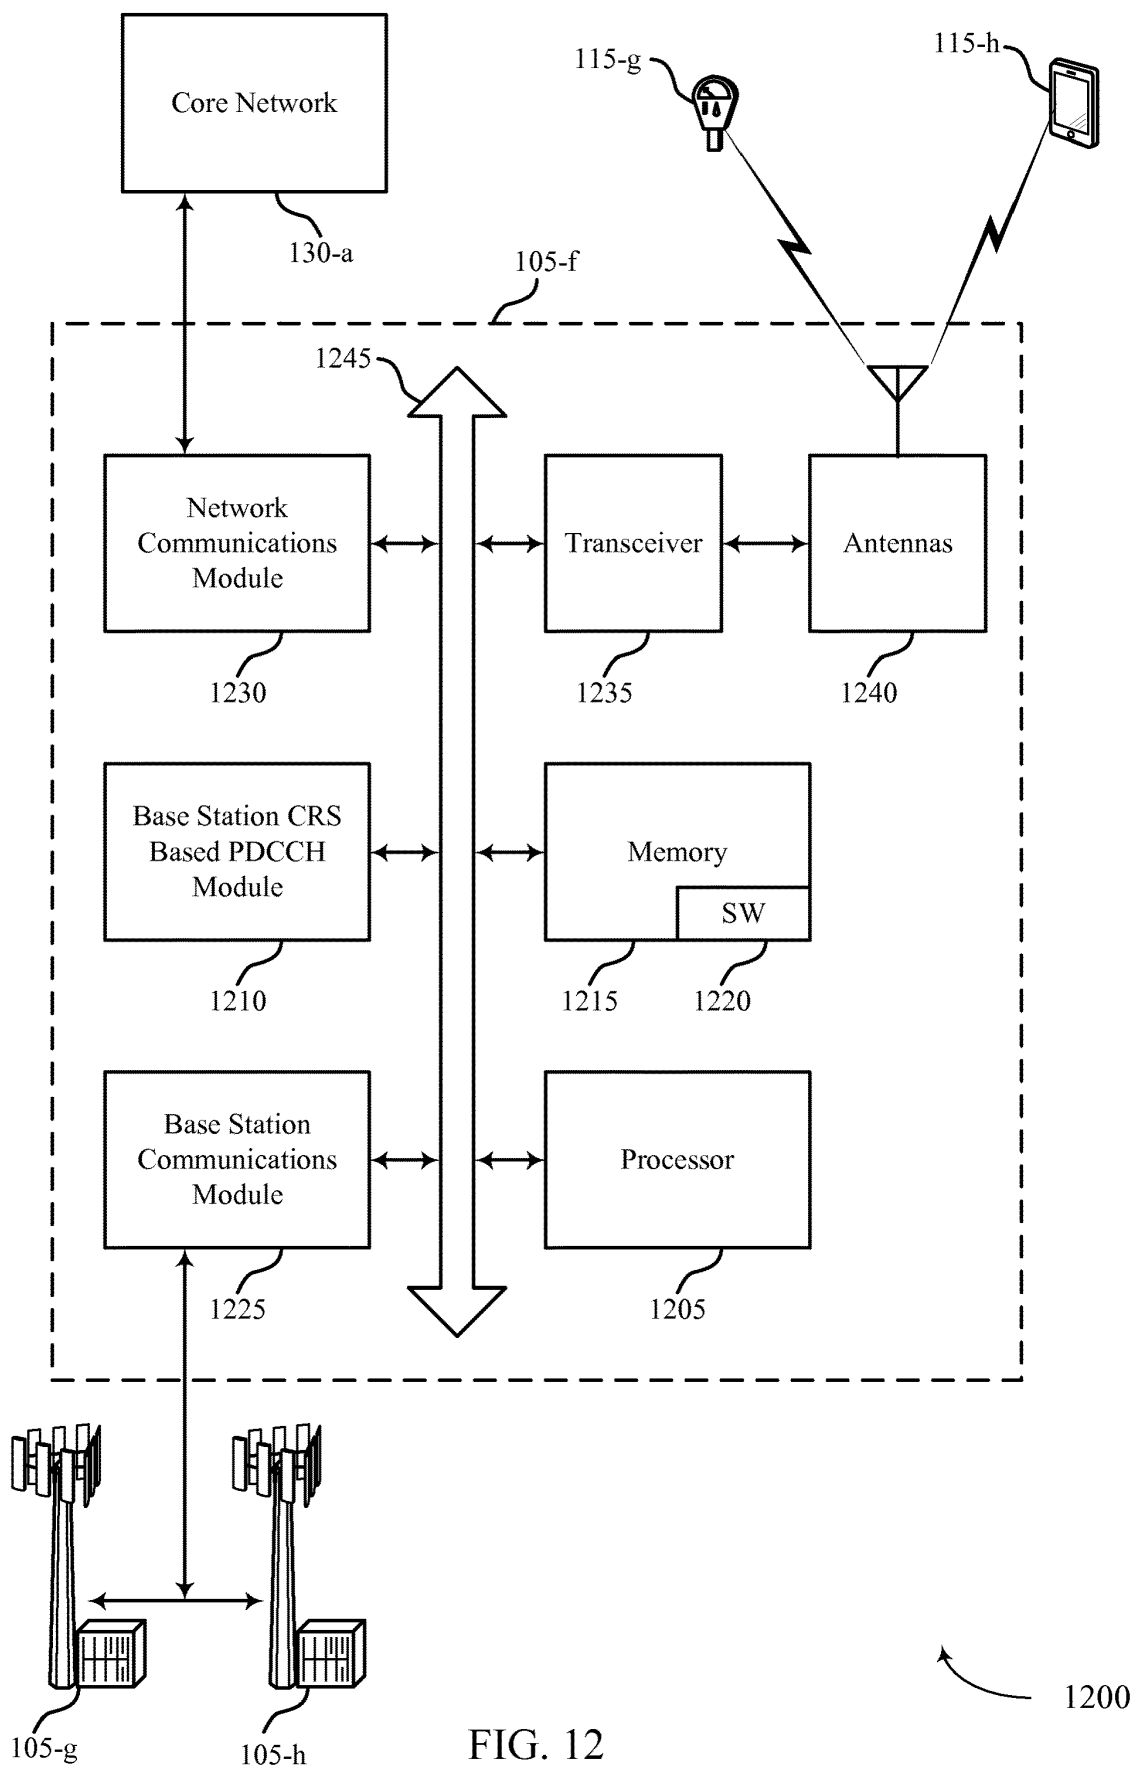 Core Network
130-a
115-g
115-h
105-f
1245
Network
Communications
Module
1230
Transceiver
1235
Antennas
1240
Base Station CRS
Based PDCCH
Module
1210
Memory
SW
1215
1220
Base Station
Communications
Module
1225
Processor
1205
105-g
105-h
1200
FIG. 12